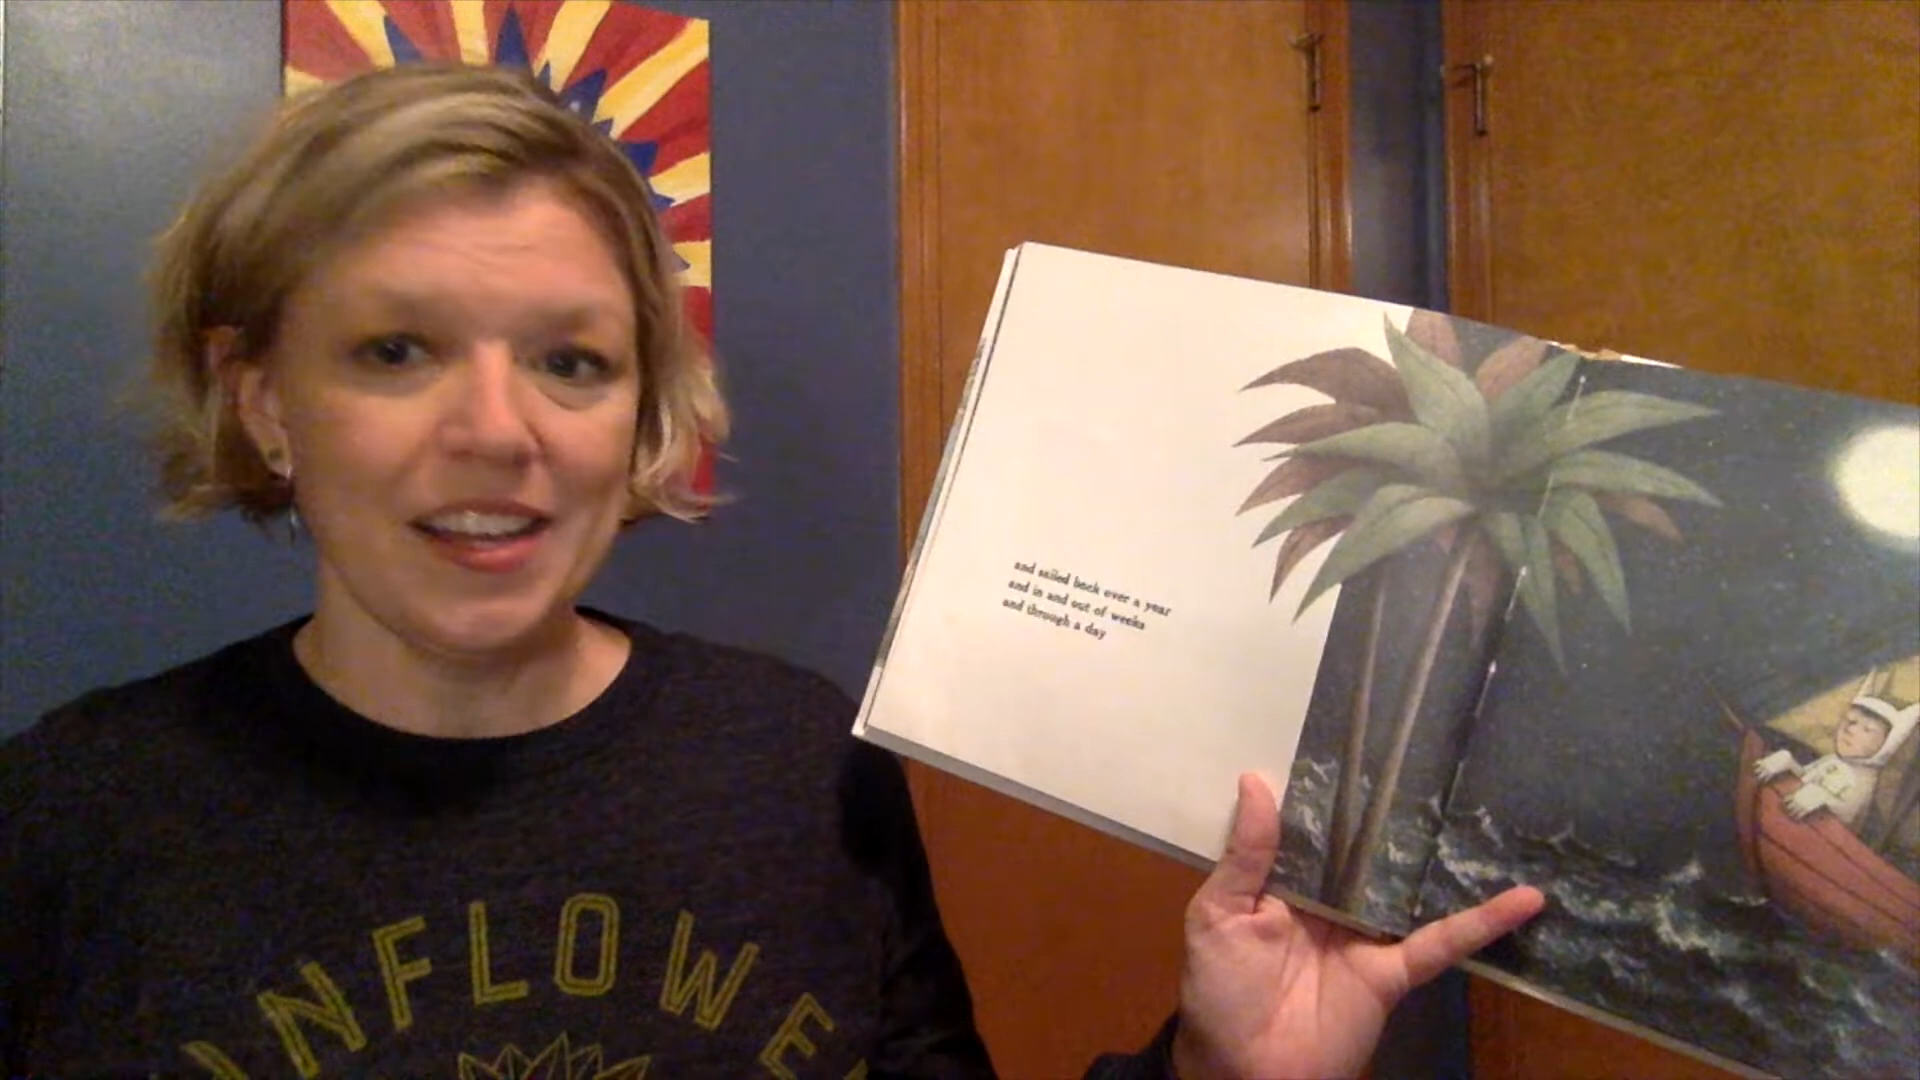 and sailed back over a year
and in and out of weeks
and through a day
NFLOWE